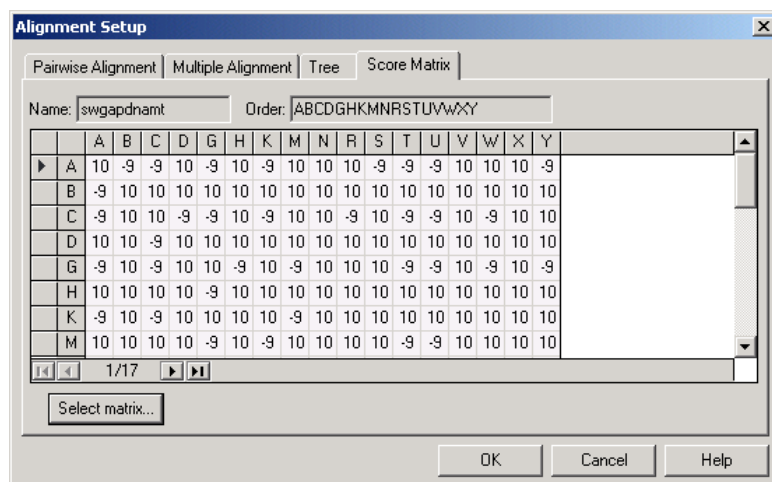 Alignment Setup
Pairwise Alignment Multiple Alignment Tree Score Matrix
Name: swgapdnamt Order: ABCDGHKMNRSTUVWXY
A B C D G H K M N R S T U V W X Y
A 10 -9 -9 10 -9 10 -9 10 10 10 -9 -9 -9 10 10 10 -9
B -9 10 10 10 10 10 10 10 10 10 10 10 10 10 10 10 10
C -9 10 10 -9 -9 10 -9 10 10 -9 10 -9 -9 10 -9 10 10
D 10 10 -9 10 10 10 10 10 10 10 10 10 10 10 10 10 10
G -9 10 -9 10 10 -9 10 -9 10 10 10 -9 -9 10 -9 10 -9
H 10 10 10 10 -9 10 10 10 10 10 10 10 10 10 10 10 10
K -9 10 -9 10 10 10 10 -9 10 10 10 10 10 10 10 10 10
M 10 10 10 10 -9 10 -9 10 10 10 10 -9 -9 10 10 10 10
1/17
Select matrix...
OK Cancel Help